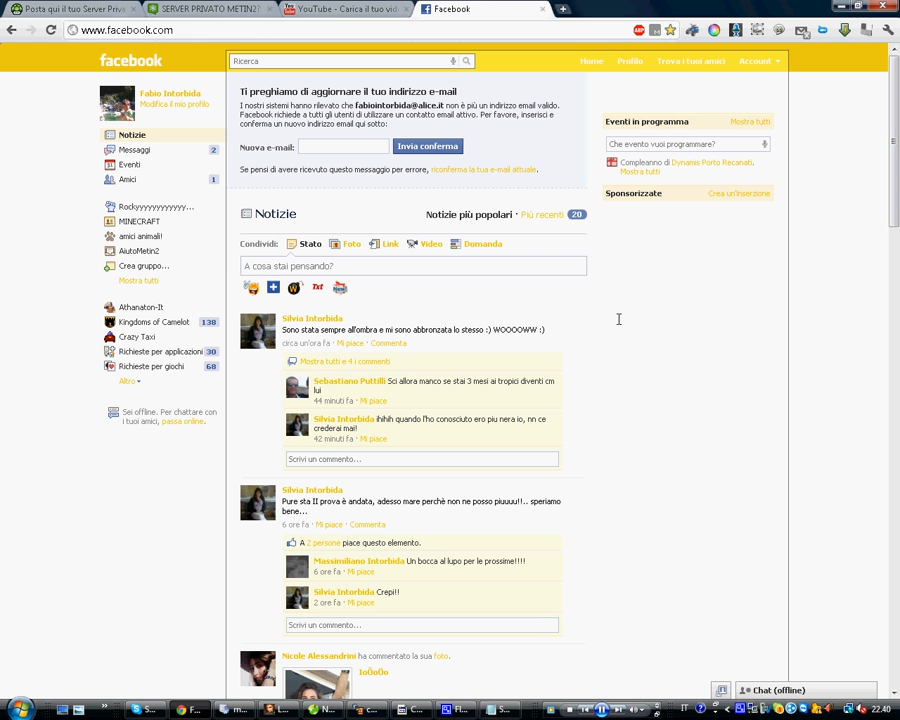 Posta qui il tuo Server Priva
SERVER PRIVATO METIN2?
YouTube - Carica il tuo vid
Facebook
www.facebook.com
facebook
Ricerca
Home Profilo Trova i tuoi amici Account
Fabio Intorbida
Modifica il mio profilo
Notizie
Messaggi 2
Eventi
Amici 1
Rockyyyyyyyyyyyy...
MINECRAFT
amici animali!
AiutoMetin2
Crea gruppo...
Mostra tutti
Athanaton-It
Kingdoms of Camelot 138
Crazy Taxi
Richieste per applicazioni 30
Richieste per giochi 68
Altro
Sei offline. Per chattare con
i tuoi amici, passa online.
Ti preghiamo di aggiornare il tuo indirizzo e-mail
I nostri sistemi hanno rilevato che fabiointorbida@alice.it non è più un indirizzo email valido.
Facebook richiede a tutti gli utenti di utilizzare un contatto email attivo. Per favore, inserisci e
conferma un nuovo indirizzo email qui sotto:
Nuova e-mail:
Invia conferma
Se pensi di avere ricevuto questo messaggio per errore, riconferma la tua e-mail attuale.
Notizie
Notizie più popolari · Più recenti 20
Condividi: Stato Foto Link Video Domanda
A cosa stai pensando?
Txt
Silvia Intorbida
Sono stata sempre all'ombra e mi sono abbronzata lo stesso :) WOOOOWW :)
circa un'ora fa · Mi piace · Commenta
Mostra tutti e 4 i commenti
Sebastiano Puttilli Sci allora manco se stai 3 mesi ai tropici diventi cm
lui
44 minuti fa · Mi piace
Silvia Intorbida ihihih quando l'ho conosciuto ero piu nera io, nn ce
crederai mai!
42 minuti fa · Mi piace
Scrivi un commento...
Silvia Intorbida
Pure sta II prova è andata, adesso mare perchè non ne posso piuuuu!!.. speriamo
bene...
6 ore fa · Mi piace · Commenta
A 2 persone piace questo elemento.
Massimiliano Intorbida Un bocca al lupo per le prossime!!!!
6 ore fa · Mi piace
Silvia Intorbida Crepi!!
2 ore fa · Mi piace
Scrivi un commento...
Nicole Alessandrini ha commentato la sua foto.
IoÜoÜo
Eventi in programma Mostra tutti
Che evento vuoi programmare?
Compleanno di Dynamis Porto Recanati.
Mostra tutti
Sponsorizzate Crea un'inserzione
Chat (offline)
IT
22.40